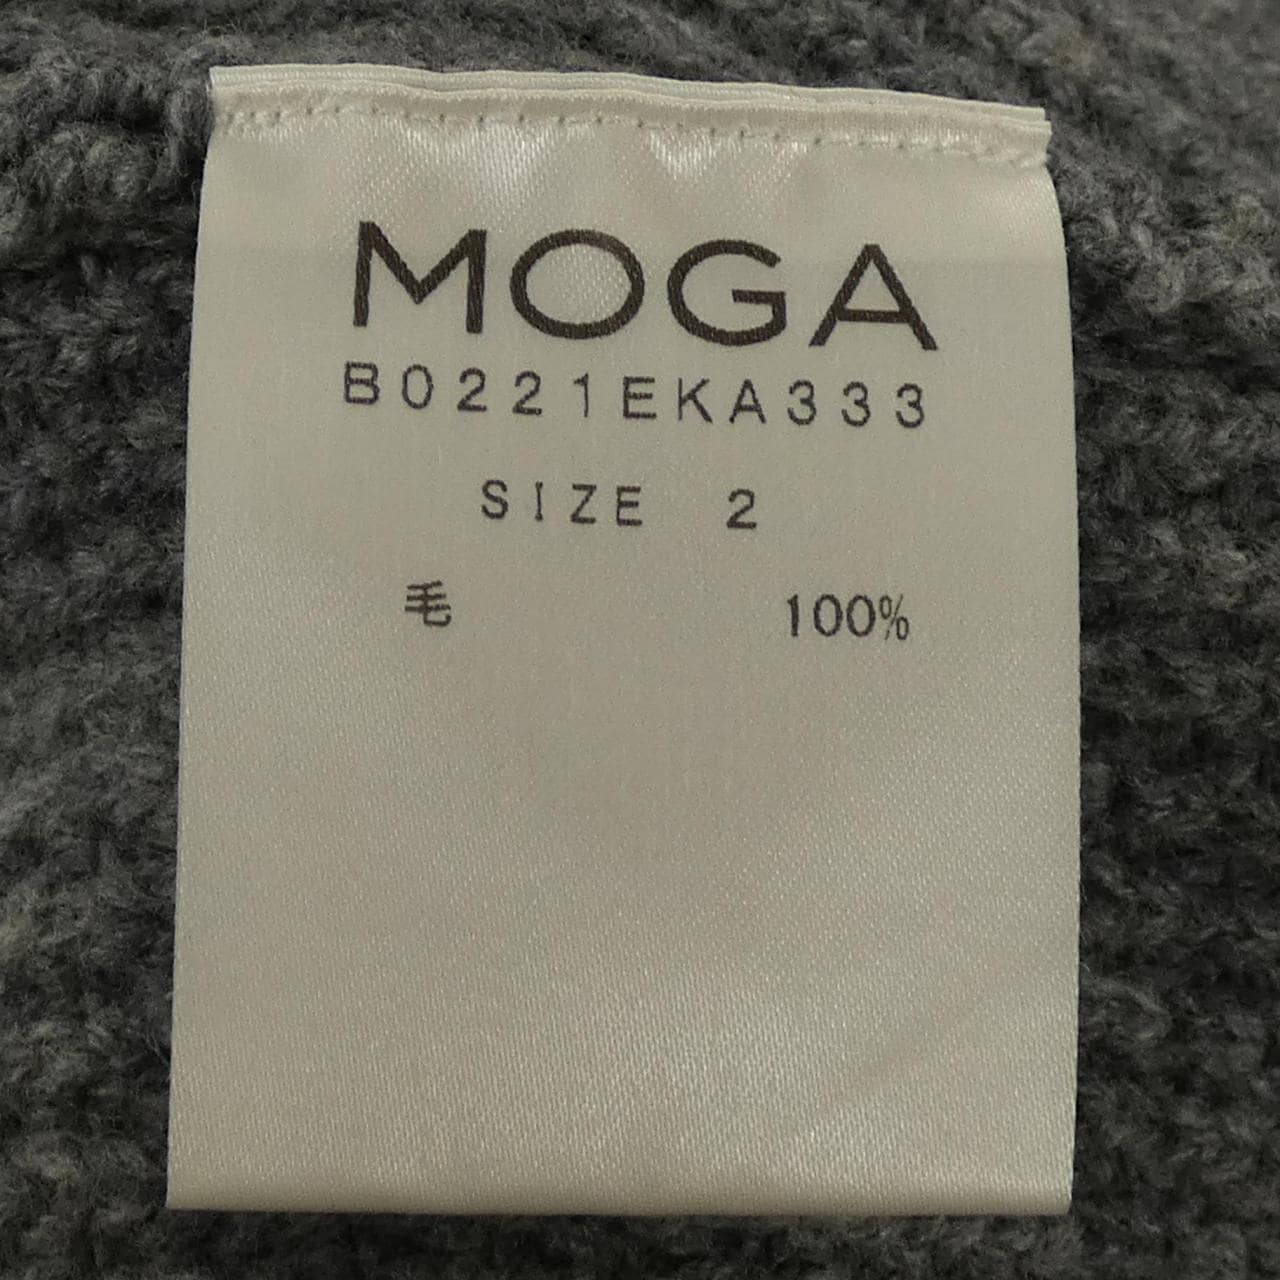 MOGA
B0221EKA333
SIZE 2
毛 100%